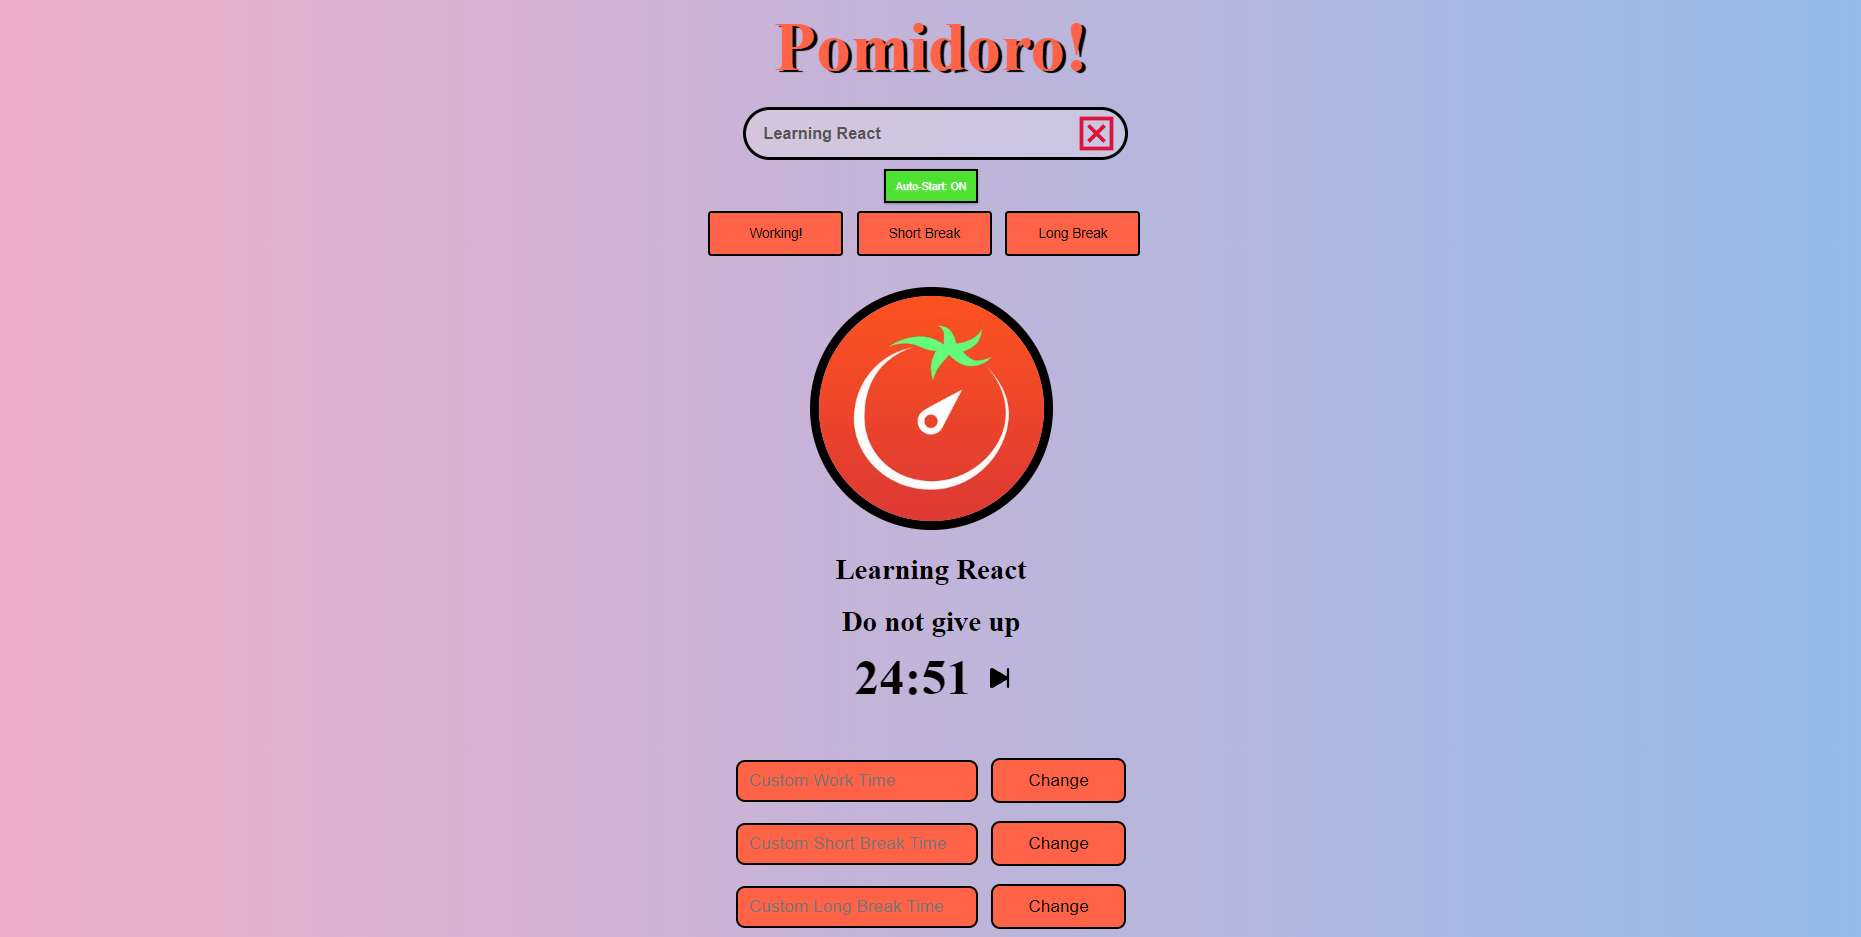 Pomidoro!
Learning React
Auto-Start: ON
Working! Short Break Long Break
Learning React
Do not give up
24:51
Custom Work Time Change
Custom Short Break Time Change
Custom Long Break Time Change